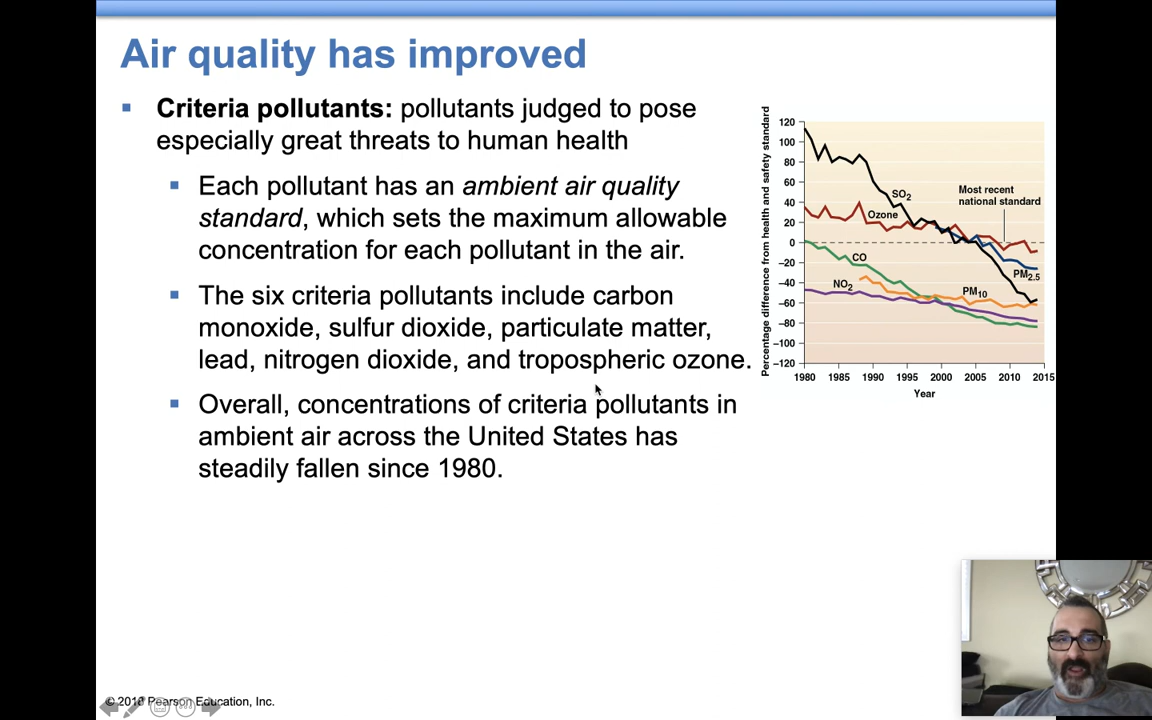 Air quality has improved
Criteria pollutants: pollutants judged to pose
especially great threats to human health
Each pollutant has an ambient air quality
standard, which sets the maximum allowable
concentration for each pollutant in the air.
The six criteria pollutants include carbon
monoxide, sulfur dioxide, particulate matter,
lead, nitrogen dioxide, and tropospheric ozone.
Overall, concentrations of criteria pollutants in
ambient air across the United States has
steadily fallen since 1980.
Percentage difference from health and safety standard
120
100
80
60
40
20
0
−20
−40
−60
−80
−100
−120
SO2
Ozone
Most recent
national standard
CO
PM2.5
NO2
PM10
1980 1985 1990 1995 2000 2005 2010 2015
Year
© 2018 Pearson Education, Inc.